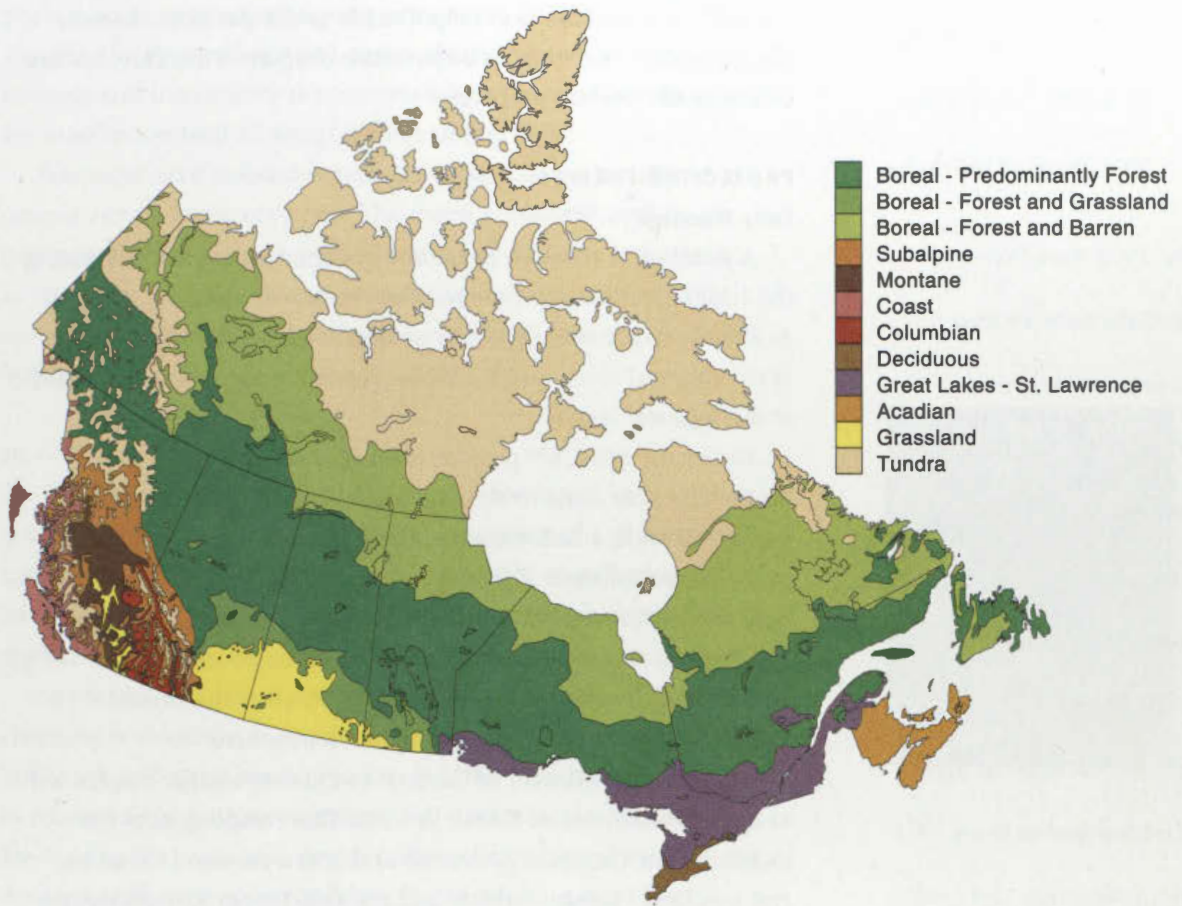 Boreal - Predominantly Forest
Boreal - Forest and Grassland
Boreal - Forest and Barren
Subalpine
Montane
Coast
Columbian
Deciduous
Great Lakes - St. Lawrence
Acadian
Grassland
Tundra